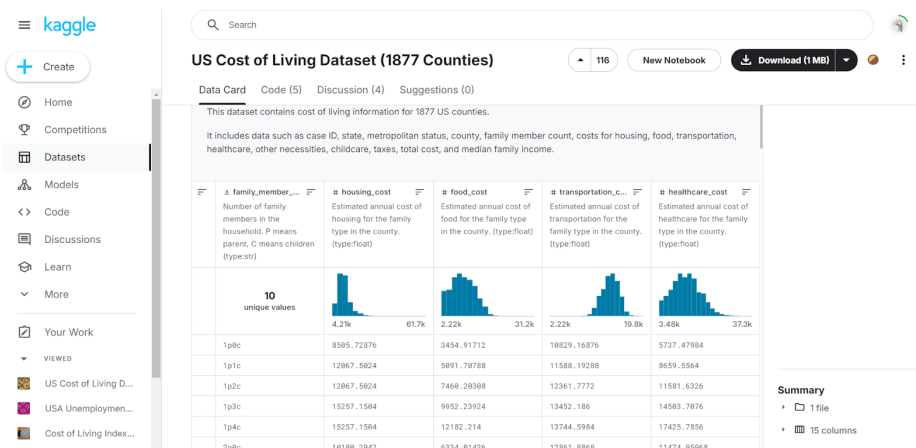 kaggle
Search
Create
Home
Competitions
Datasets
Models
Code
Discussions
Learn
More
Your Work
VIEWED
US Cost of Living D...
USA Unemploymen...
Cost of Living Index...
US Cost of Living Dataset (1877 Counties)
116
New Notebook
Download (1 MB)
Data Card Code (5) Discussion (4) Suggestions (0)
This dataset contains cost of living information for 1877 US counties.
It includes data such as case ID, state, metropolitan status, county, family member count, costs for housing, food, transportation,
healthcare, other necessities, childcare, taxes, total cost, and median family income.
family_member_... # housing_cost # food_cost # transportation_c... # healthcare_cost
Number of family
members in the
household. P means
parent, C means children
(type:str)
Estimated annual cost of
housing for the family
type in the county.
(type:float)
Estimated annual cost of
food for the family type
in the county. (type:float)
Estimated annual cost of
transportation for the
family type in the county.
(type:float)
Estimated annual cost of
healthcare for the family
type in the county.
(type:float)
10
unique values
4.21k 61.7k
2.22k 31.2k
2.22k 19.8k
3.48k 37.3k
1p0c 8505.72876 3454.91712 10829.16876 5737.47984
1p1c 12067.5024 5091.70788 11588.19288 8659.5564
1p2c 12067.5024 7460.20308 12361.7772 11581.6326
1p3c 15257.1504 9952.23924 13452.186 14503.7076
1p4c 15257.1504 12182.214 13744.5984 17425.7856
2p0c 10180.2942 6334.01436 12861.8868 11474.95968
Summary
1 file
15 columns